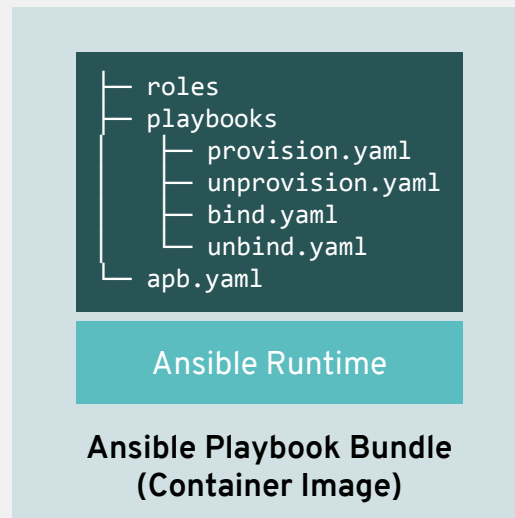 ├── roles
├── playbooks
│   ├── provision.yaml
│   ├── unprovision.yaml
│   ├── bind.yaml
│   └── unbind.yaml
└── apb.yaml
Ansible Runtime
Ansible Playbook Bundle
(Container Image)